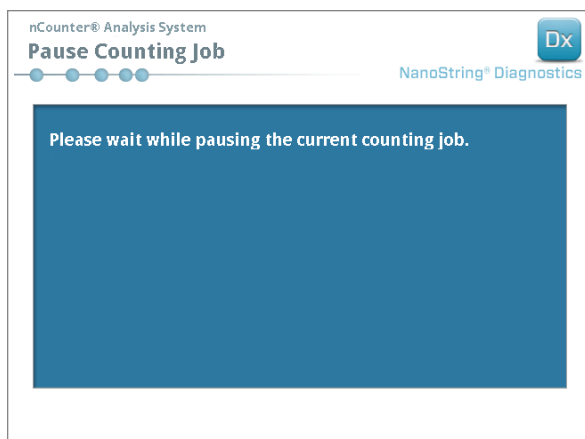 nCounter® Analysis System
Pause Counting Job
Dx
NanoString® Diagnostics
Please wait while pausing the current counting job.